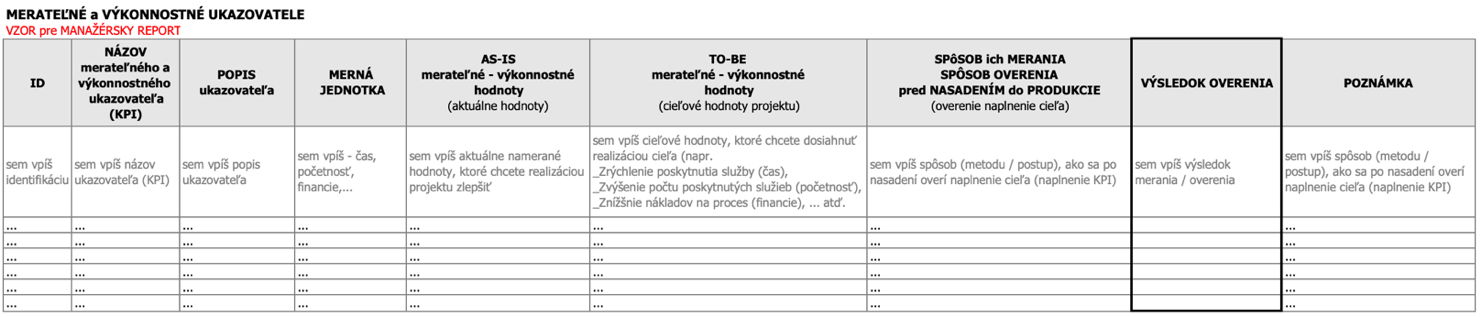 MERATEĽNÉ a VÝKONNOSTNÉ UKAZOVATELE
VZOR pre MANAŽÉRSKY REPORT
ID
NÁZOV
merateľného a
výkonnostného
ukazovateľa
(KPI)
POPIS
ukazovateľa
MERNÁ
JEDNOTKA
AS-IS
merateľné - výkonnostné
hodnoty
(aktuálne hodnoty)
TO-BE
merateľné - výkonnostné
hodnoty
(cieľové hodnoty projektu)
SPôSOB ich MERANIA
SPÔSOB OVERENIA
pred NASADENÍM do PRODUKCIE
(overenie naplnenie cieľa)
VÝSLEDOK OVERENIA
POZNÁMKA
sem vpíš
identifikáciu
sem vpíš názov
ukazovateľa (KPI)
sem vpíš popis
ukazovateľa
sem vpíš - čas,
početnosť,
financie,...
sem vpíš aktuálne namerané
hodnoty, ktoré chcete realizáciou
projektu zlepšiť
sem vpíš cieľové hodnoty, ktoré chcete dosiahnuť
realizáciou cieľa (napr.
_Zrýchlenie poskytnutia služby (čas),
_Zvýšenie počtu poskytnutých služieb (početnosť),
_Znížšnie nákladov na proces (financie), ... atď.
sem vpíš spôsob (metodu / postup), ako sa po
nasadení overí naplnenie cieľa (naplnenie KPI)
sem vpíš výsledok
merania / overenia
sem vpíš spôsob (metodu /
postup), ako sa po nasadení overí
naplnenie cieľa (naplnenie KPI)
... ... ... ... ... ... ... ...
... ... ... ... ... ... ... ...
... ... ... ... ... ... ... ...
... ... ... ... ... ... ... ...
... ... ... ... ... ... ... ...
... ... ... ... ... ... ... ...